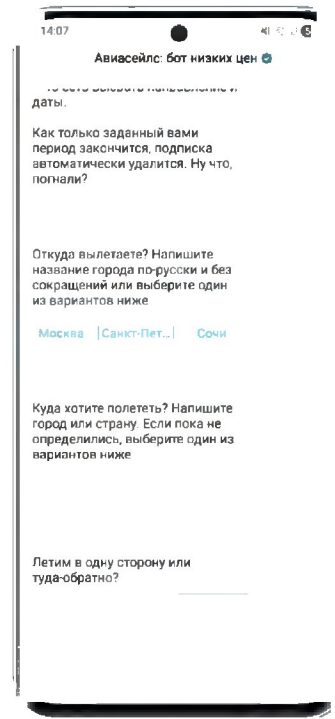 14:07
Авиасейлс: бот низких цен
даты.
Как только заданный вами
период закончится, подписка
автоматически удалится. Ну что,
погнали?
Откуда вылетаете? Напишите
название города по-русски и без
сокращений или выберите один
из вариантов ниже
Москва Санкт-Пет... Сочи
Куда хотите полететь? Напишите
город или страну. Если пока не
определились, выберите один из
вариантов ниже
Летим в одну сторону или
туда-обратно?